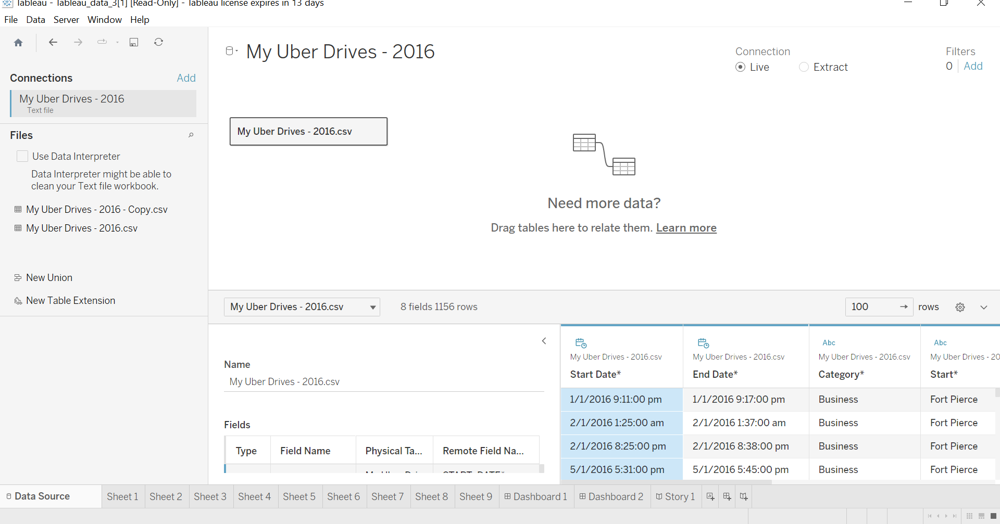 Tableau - Tableau_data_3[1] [Read-Only] - Tableau license expires in 13 days
File Data Server Window Help
Connections Add
My Uber Drives - 2016
Text file
Files
Use Data Interpreter
Data Interpreter might be able to
clean your Text file workbook.
My Uber Drives - 2016 - Copy.csv
My Uber Drives - 2016.csv
New Union
New Table Extension
My Uber Drives - 2016
Connection
Live Extract
Filters
0 Add
My Uber Drives - 2016.csv
Need more data?
Drag tables here to relate them. Learn more
My Uber Drives - 2016.csv 8 fields 1156 rows 100 → rows
Name
My Uber Drives - 2016.csv
Fields
Type Field Name Physical Ta... Remote Field Na...
Abc Abc
My Uber Drives - 2016.csv My Uber Drives - 2016.csv My Uber Drives - 2016.csv My Uber Drives - 20
Start Date* End Date* Category* Start*
1/1/2016 9:11:00 pm 1/1/2016 9:17:00 pm Business Fort Pierce
2/1/2016 1:25:00 am 2/1/2016 1:37:00 am Business Fort Pierce
2/1/2016 8:25:00 pm 2/1/2016 8:38:00 pm Business Fort Pierce
5/1/2016 5:31:00 pm 5/1/2016 5:45:00 pm Business Fort Pierce
Data Source Sheet 1 Sheet 2 Sheet 3 Sheet 4 Sheet 5 Sheet 6 Sheet 7 Sheet 8 Sheet 9 Dashboard 1 Dashboard 2 Story 1